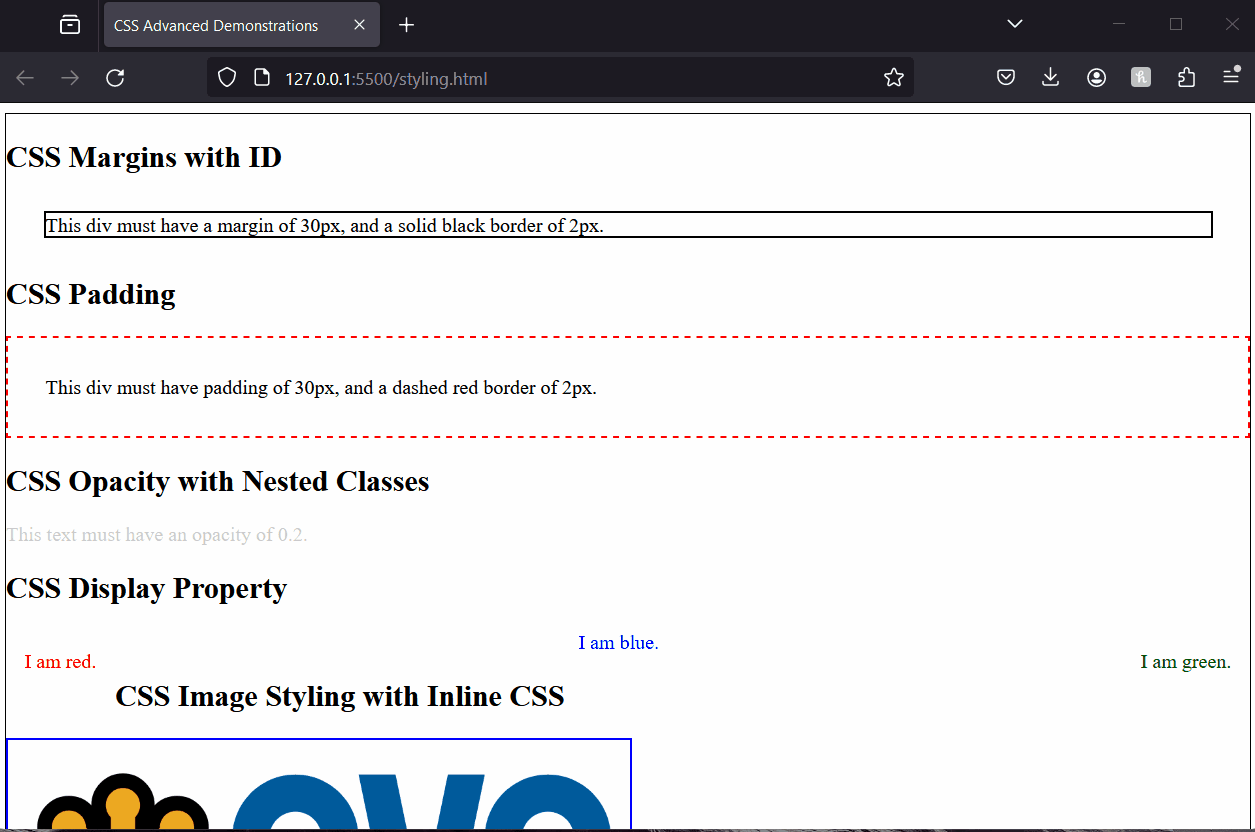 CSS Advanced Demonstrations
127.0.0.1:5500/styling.html
CSS Margins with ID
This div must have a margin of 30px, and a solid black border of 2px.
CSS Padding
This div must have padding of 30px, and a dashed red border of 2px.
CSS Opacity with Nested Classes
This text must have an opacity of 0.2.
CSS Display Property
I am blue.
I am red.
I am green.
CSS Image Styling with Inline CSS